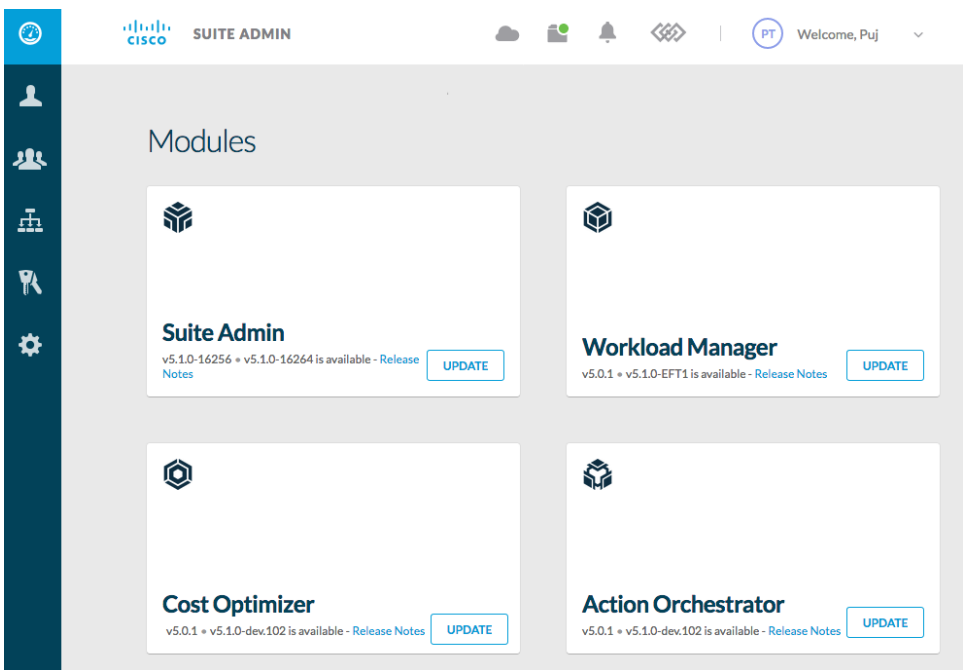 CISCO SUITE ADMIN PT Welcome, Puj
Modules
Suite Admin
v5.1.0-16256 • v5.1.0-16264 is available - Release
Notes
UPDATE
Workload Manager
v5.0.1 • v5.1.0-EFT1 is available - Release Notes
UPDATE
Cost Optimizer
v5.0.1 • v5.1.0-dev.102 is available - Release Notes
UPDATE
Action Orchestrator
v5.0.1 • v5.1.0-dev.102 is available - Release Notes
UPDATE